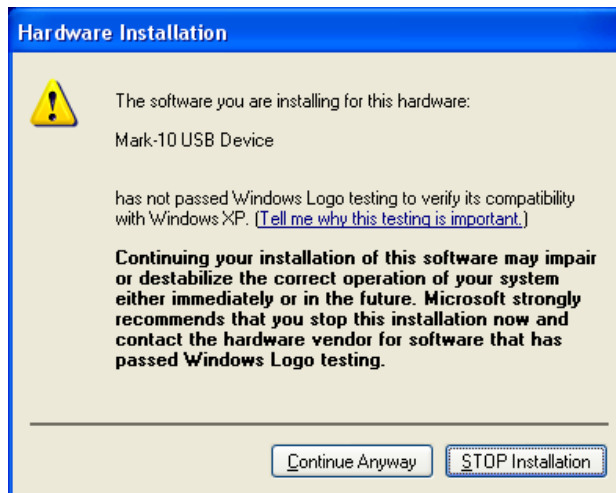 Hardware Installation
The software you are installing for this hardware:
Mark-10 USB Device
has not passed Windows Logo testing to verify its compatibility
with Windows XP. (Tell me why this testing is important.)
Continuing your installation of this software may impair
or destabilize the correct operation of your system
either immediately or in the future. Microsoft strongly
recommends that you stop this installation now and
contact the hardware vendor for software that has
passed Windows Logo testing.
Continue Anyway STOP Installation